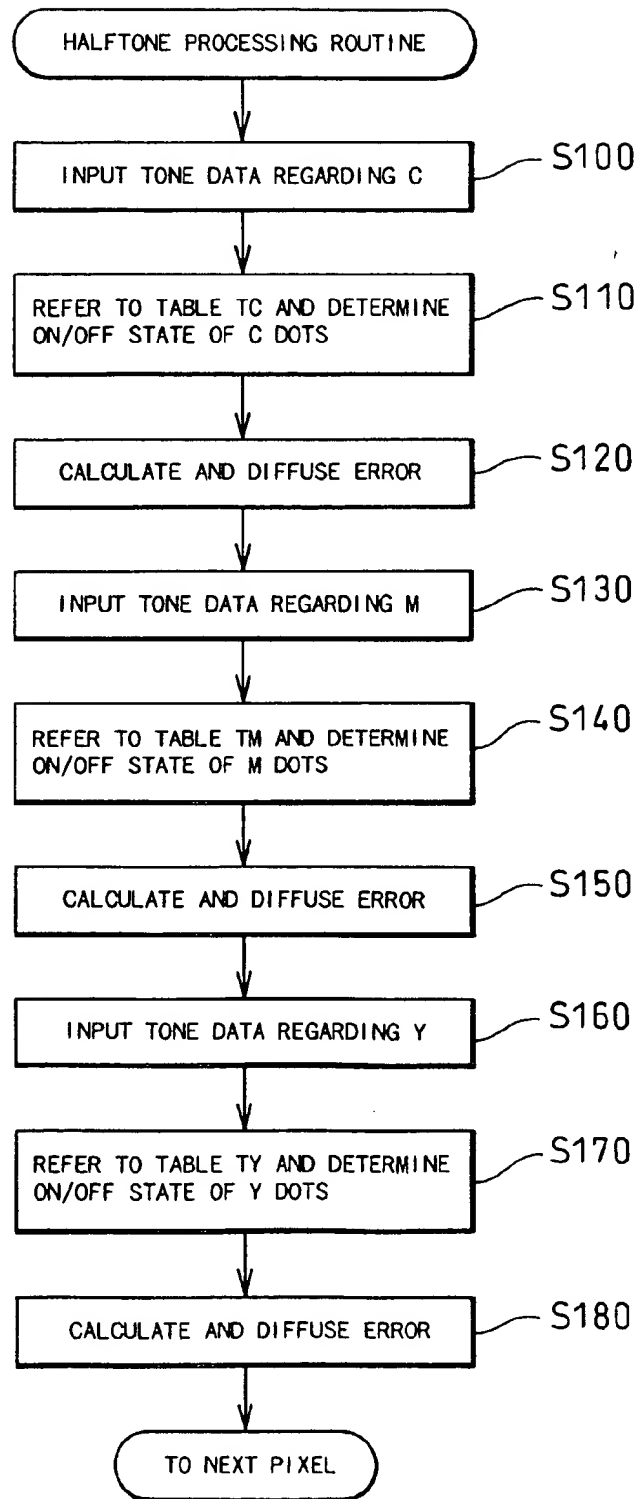 HALFTONE PROCESSING ROUTINE
INPUT TONE DATA REGARDING C
S100
REFER TO TABLE TC AND DETERMINE
ON/OFF STATE OF C DOTS
S110
CALCULATE AND DIFFUSE ERROR
S120
INPUT TONE DATA REGARDING M
S130
REFER TO TABLE TM AND DETERMINE
ON/OFF STATE OF M DOTS
S140
CALCULATE AND DIFFUSE ERROR
S150
INPUT TONE DATA REGARDING Y
S160
REFER TO TABLE TY AND DETERMINE
ON/OFF STATE OF Y DOTS
S170
CALCULATE AND DIFFUSE ERROR
S180
TO NEXT PIXEL